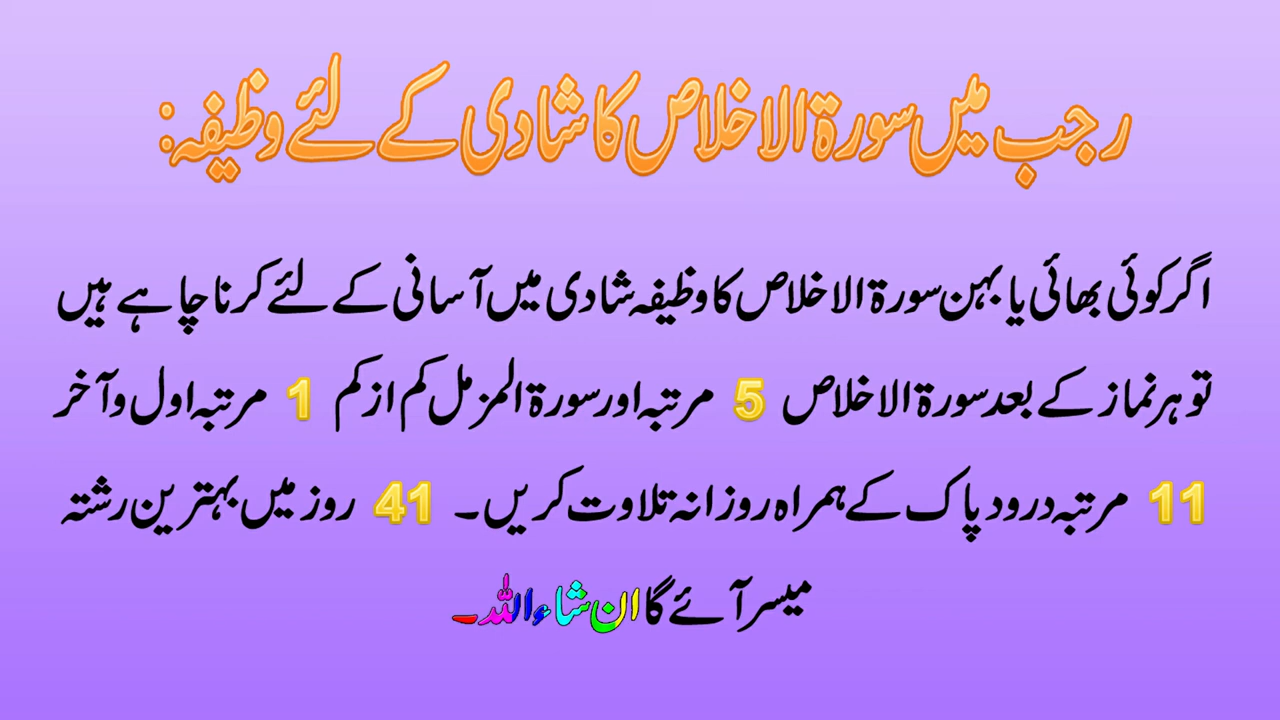 رجب میں سورۃ الاخلاص کا شادی کے لئے وظیفہ:
اگر کوئی بھائی یا بہن سورۃ الاخلاص کا وظیفہ شادی میں آسانی کے لئے کرنا چاہے ہیں
تو ہر نماز کے بعد سورۃ الاخلاص 5 مرتبہ اور سورۃ المزمل کم از کم 1 مرتبہ اول و آخر
11 مرتبہ درود پاک کے ہمراہ روزانہ تلاوت کریں۔ 41 روز میں بہترین رشتہ
میسر آئے گا ان شاء اللہ۔